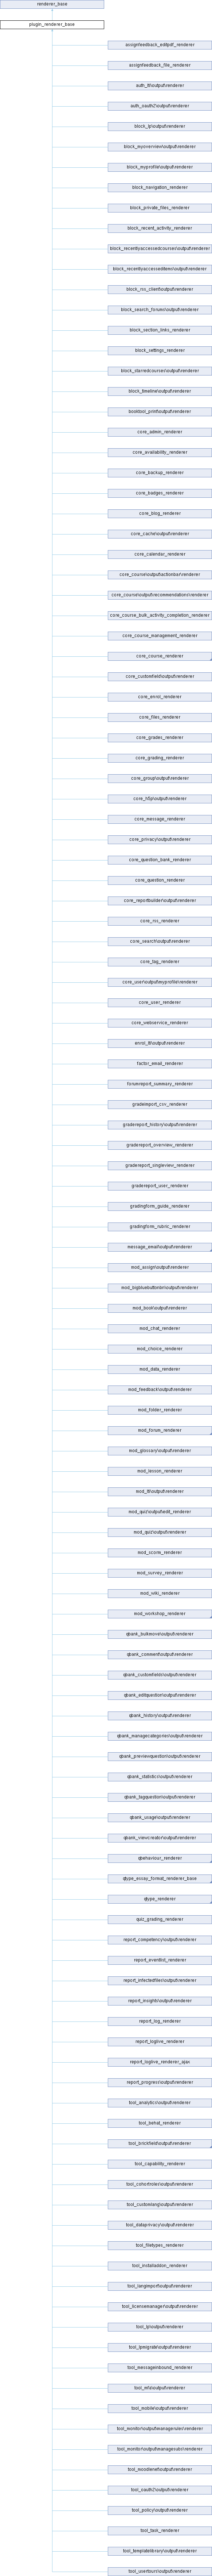 renderer_base
plugin_renderer_base
assignfeedback_editpdf_renderer
assignfeedback_file_renderer
auth_lti\output\renderer
auth_oauth2\output\renderer
block_lp\output\renderer
block_myoverview\output\renderer
block_myprofile\output\renderer
block_navigation_renderer
block_private_files_renderer
block_recent_activity_renderer
block_recentlyaccessedcourses\output\renderer
block_recentlyaccesseditems\output\renderer
block_rss_client\output\renderer
block_search_forums\output\renderer
block_section_links_renderer
block_settings_renderer
block_starredcourses\output\renderer
block_timeline\output\renderer
booktool_print\output\renderer
core_admin_renderer
core_availability_renderer
core_backup_renderer
core_badges_renderer
core_blog_renderer
core_cache\output\renderer
core_calendar_renderer
core_course\output\actionbar\renderer
core_course\output\recommendations\renderer
core_course_bulk_activity_completion_renderer
core_course_management_renderer
core_course_renderer
core_customfield\output\renderer
core_enrol_renderer
core_files_renderer
core_grades_renderer
core_grading_renderer
core_group\output\renderer
core_h5p\output\renderer
core_message_renderer
core_privacy\output\renderer
core_question_bank_renderer
core_question_renderer
core_reportbuilder\output\renderer
core_rss_renderer
core_search\output\renderer
core_tag_renderer
core_user\output\myprofile\renderer
core_user_renderer
core_webservice_renderer
enrol_lti\output\renderer
factor_email_renderer
forumreport_summary_renderer
gradeimport_csv_renderer
gradereport_history\output\renderer
gradereport_overview_renderer
gradereport_singleview_renderer
gradereport_user_renderer
gradingform_guide_renderer
gradingform_rubric_renderer
message_email\output\renderer
mod_assign\output\renderer
mod_bigbluebuttonbn\output\renderer
mod_book\output\renderer
mod_chat_renderer
mod_choice_renderer
mod_data_renderer
mod_feedback\output\renderer
mod_folder_renderer
mod_forum_renderer
mod_glossary\output\renderer
mod_lesson_renderer
mod_lti\output\renderer
mod_quiz\output\edit_renderer
mod_quiz\output\renderer
mod_scorm_renderer
mod_survey_renderer
mod_wiki_renderer
mod_workshop_renderer
qbank_bulkmove\output\renderer
qbank_comment\output\renderer
qbank_customfields\output\renderer
qbank_editquestion\output\renderer
qbank_history\output\renderer
qbank_managecategories\output\renderer
qbank_previewquestion\output\renderer
qbank_statistics\output\renderer
qbank_tagquestion\output\renderer
qbank_usage\output\renderer
qbank_viewcreator\output\renderer
qbehaviour_renderer
qtype_essay_format_renderer_base
qtype_renderer
quiz_grading_renderer
report_competency\output\renderer
report_eventlist_renderer
report_infectedfiles\output\renderer
report_insights\output\renderer
report_log_renderer
report_loglive_renderer
report_loglive_renderer_ajax
report_progress\output\renderer
tool_analytics\output\renderer
tool_behat_renderer
tool_brickfield\output\renderer
tool_capability_renderer
tool_cohortroles\output\renderer
tool_customlang\output\renderer
tool_dataprivacy\output\renderer
tool_filetypes_renderer
tool_installaddon_renderer
tool_langimport\output\renderer
tool_licensemanager\output\renderer
tool_lp\output\renderer
tool_lpmigrate\output\renderer
tool_messageinbound_renderer
tool_mfa\output\renderer
tool_mobile\output\renderer
tool_monitor\output\managerules\renderer
tool_monitor\output\managesubs\renderer
tool_moodlenet\output\renderer
tool_oauth2\output\renderer
tool_policy\output\renderer
tool_task_renderer
tool_templatelibrary\output\renderer
tool_usertours\output\renderer